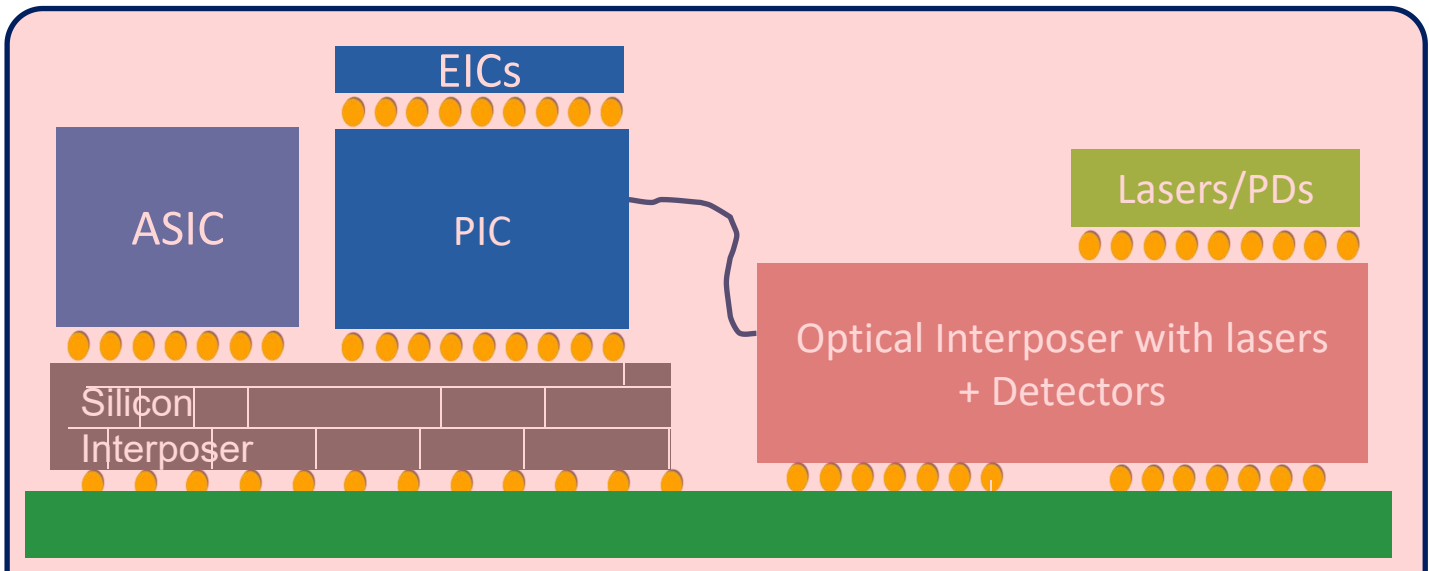 EICs
ASIC
PIC
Lasers/PDs
Optical Interposer with lasers
+ Detectors
Silicon
Interposer